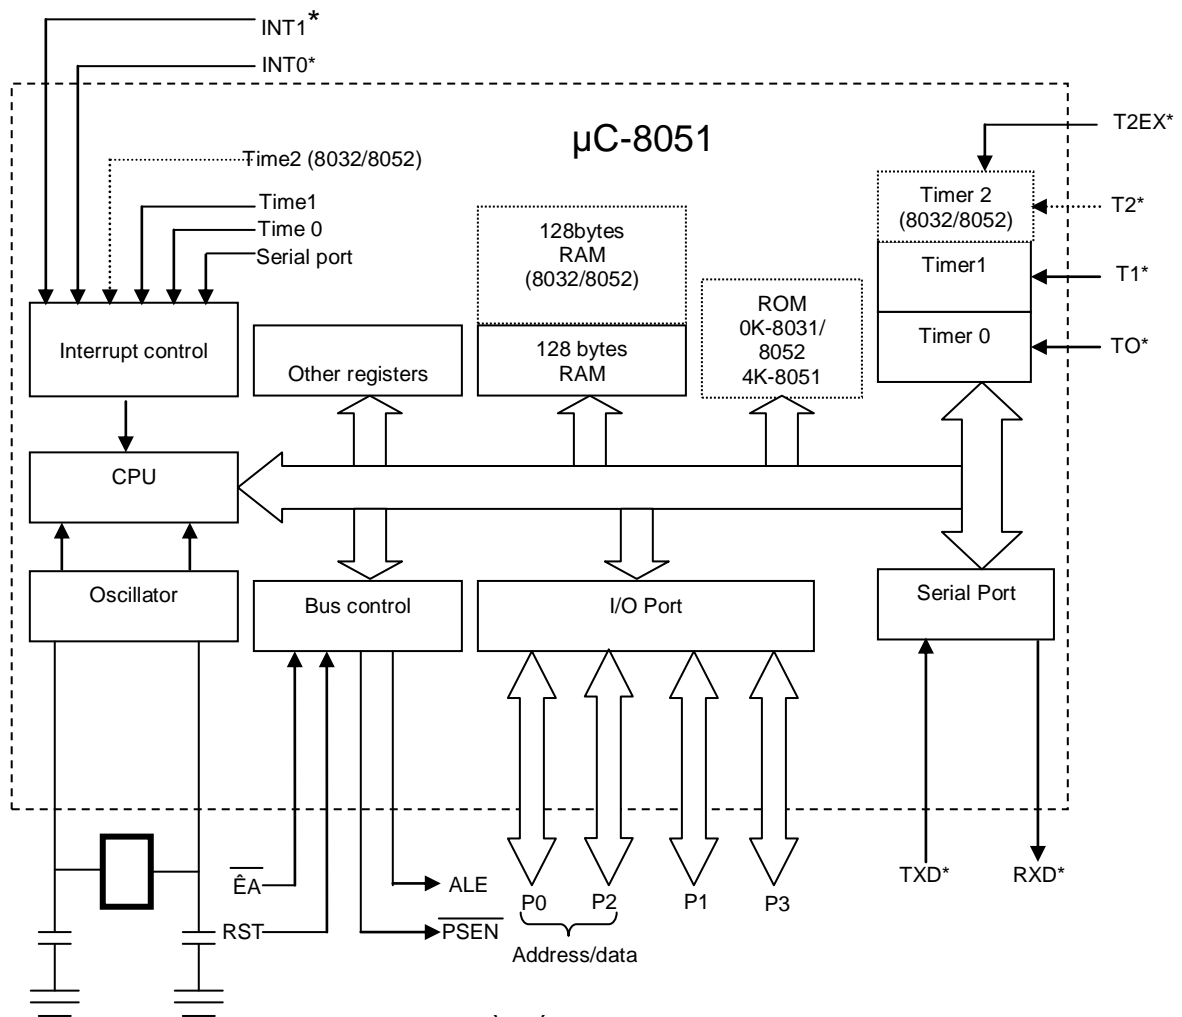 INT1*
INT0*
µC-8051
T2EX*
Time2 (8032/8052)
Time1
Time 0
Serial port
128bytes
RAM
(8032/8052)
Timer 2
(8032/8052)
T2*
Timer1
T1*
ROM
0K-8031/
8052
4K-8051
Timer 0
TO*
Interrupt control
Other registers
128 bytes
RAM
CPU
Oscillator
Bus control
I/O Port
Serial Port
ÊA
ALE
RST
PSEN
P0
P2
P1
P3
Address/data
TXD*
RXD*